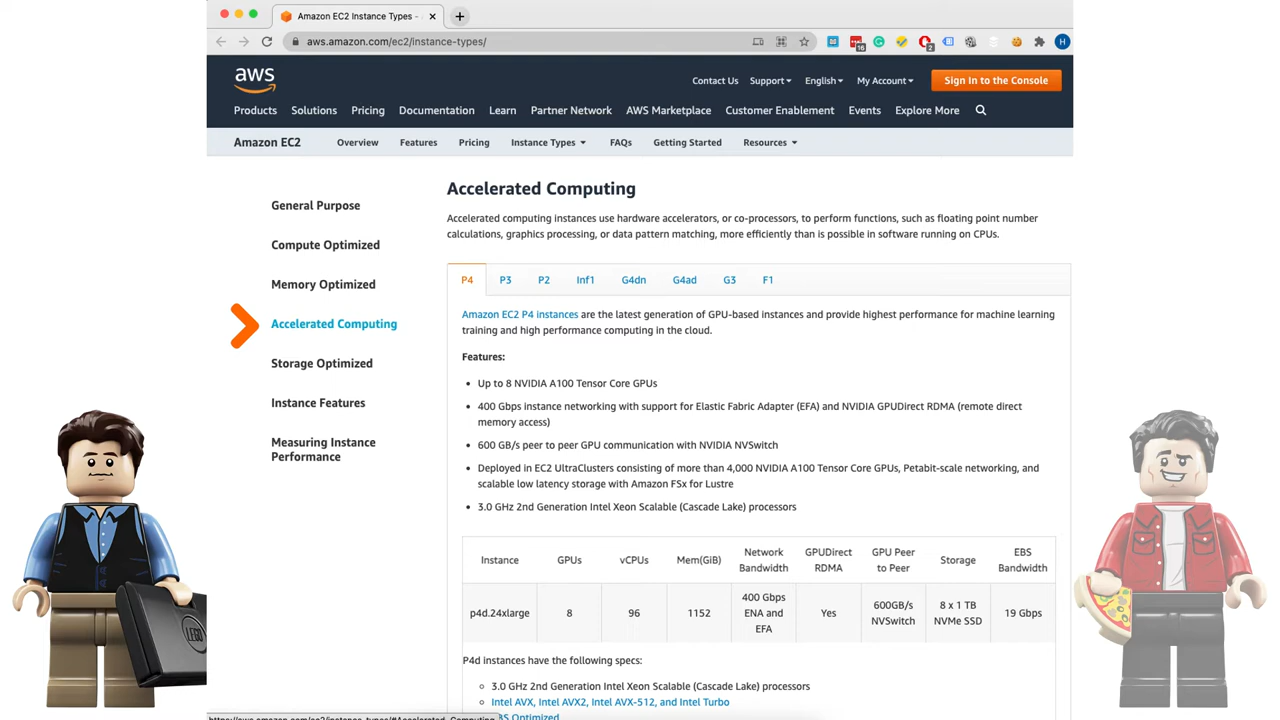 Amazon EC2 Instance Types -
aws.amazon.com/ec2/instance-types/
16
2
H
aws
Contact Us Support English My Account Sign In to the Console
Products Solutions Pricing Documentation Learn Partner Network AWS Marketplace Customer Enablement Events Explore More
Amazon EC2 Overview Features Pricing Instance Types FAQs Getting Started Resources
General Purpose
Compute Optimized
Memory Optimized
Accelerated Computing
Storage Optimized
Instance Features
Measuring Instance
Performance
Accelerated Computing
Accelerated computing instances use hardware accelerators, or co-processors, to perform functions, such as floating point number
calculations, graphics processing, or data pattern matching, more efficiently than is possible in software running on CPUs.
P4 P3 P2 Inf1 G4dn G4ad G3 F1
Amazon EC2 P4 instances are the latest generation of GPU-based instances and provide highest performance for machine learning
training and high performance computing in the cloud.
Features:
• Up to 8 NVIDIA A100 Tensor Core GPUs
• 400 Gbps instance networking with support for Elastic Fabric Adapter (EFA) and NVIDIA GPUDirect RDMA (remote direct
memory access)
• 600 GB/s peer to peer GPU communication with NVIDIA NVSwitch
• Deployed in EC2 UltraClusters consisting of more than 4,000 NVIDIA A100 Tensor Core GPUs, Petabit-scale networking, and
scalable low latency storage with Amazon FSx for Lustre
• 3.0 GHz 2nd Generation Intel Xeon Scalable (Cascade Lake) processors
Instance GPUs vCPUs Mem(GiB) Network Bandwidth GPUDirect RDMA GPU Peer to Peer Storage EBS Bandwidth
p4d.24xlarge 8 96 1152 400 Gbps ENA and EFA Yes 600GB/s NVSwitch 8 x 1 TB NVMe SSD 19 Gbps
P4d instances have the following specs:
3.0 GHz 2nd Generation Intel Xeon Scalable (Cascade Lake) processors
Intel AVX, Intel AVX2, Intel AVX-512, and Intel Turbo
Optimized
https://aws.amazon.com/ec2/instance-types/#Accelerated_Computing
LEGO